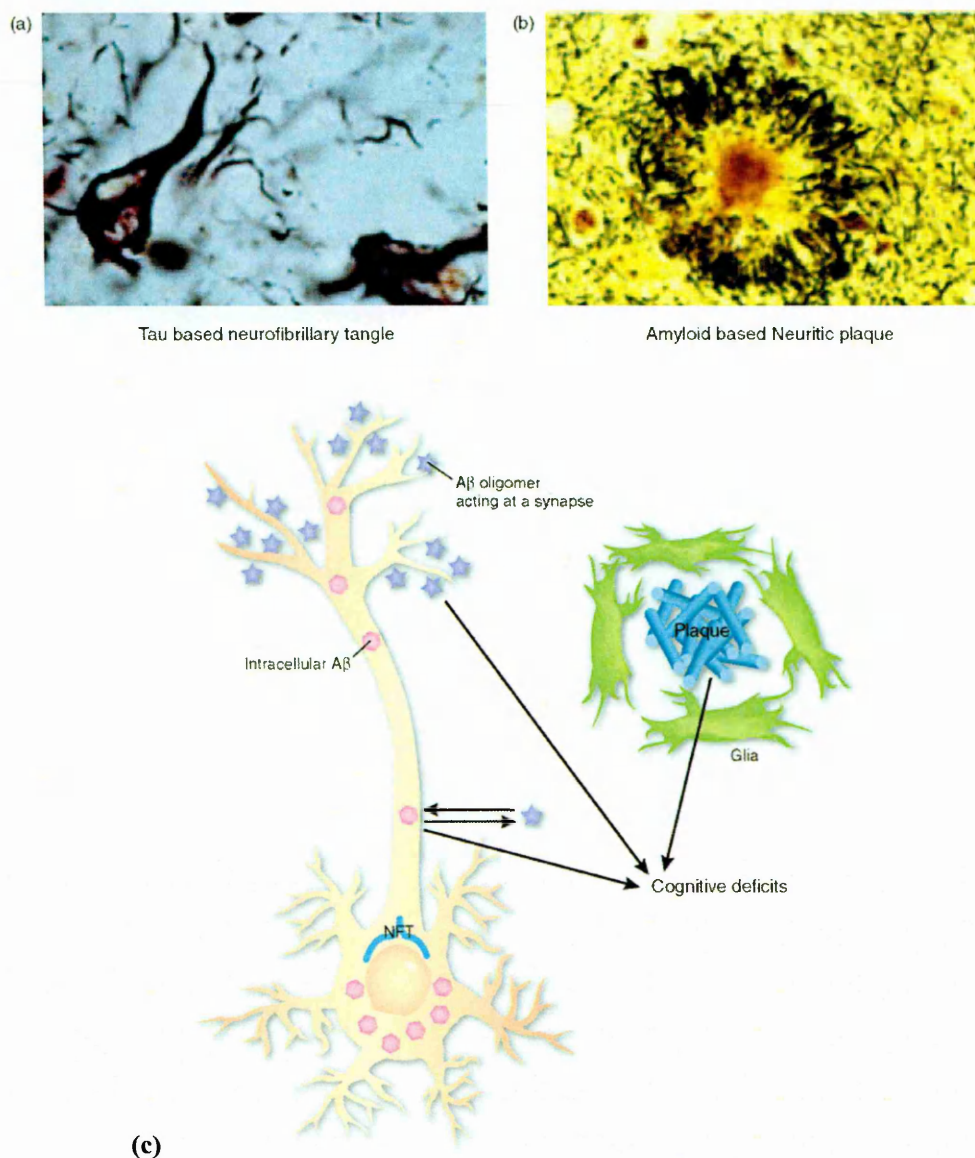 (a)
(b)
Tau based neurofibrillary tangle
Amyloid based Neuritic plaque
Aβ oligomer
acting at a synapse
Plaque
Intracellular Aβ
Glia
Cognitive deficits
NFT
(c)